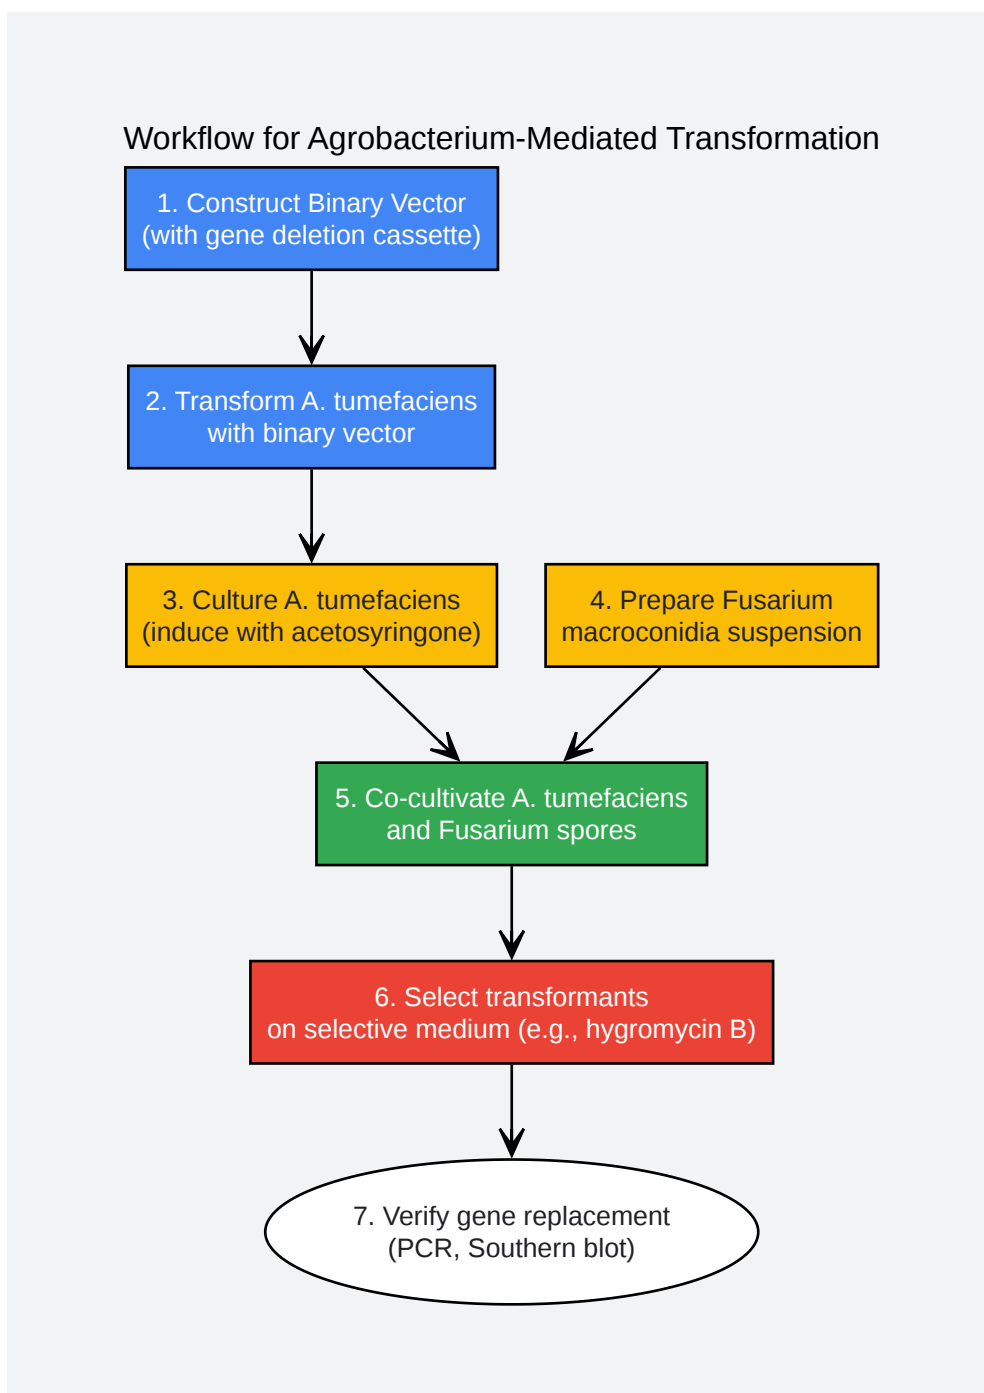 Workflow for Agrobacterium-Mediated Transformation
1. Construct Binary Vector
(with gene deletion cassette)
2. Transform A. tumefaciens
with binary vector
3. Culture A. tumefaciens
(induce with acetosyringone)
4. Prepare Fusarium
macroconidia suspension
5. Co-cultivate A. tumefaciens
and Fusarium spores
6. Select transformants
on selective medium (e.g., hygromycin B)
7. Verify gene replacement
(PCR, Southern blot)